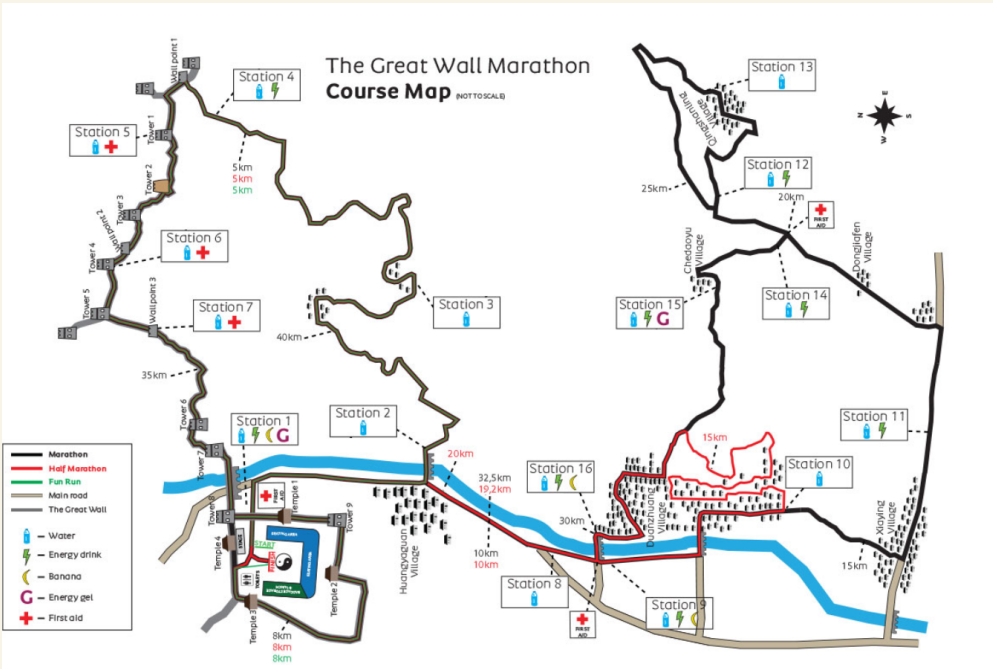 The Great Wall Marathon
Course Map (NOT TO SCALE)
Wall point 1
Station 4
Station 5
Tower 1
Tower 2
Tower 3
Wall point 2
Tower 4
Station 6
Tower 5
Wall point 3
Station 7
5km
5km
5km
Station 3
40km
35km
Tower 6
Tower 7
Station 1
G
Station 2
20km
32,5km
19,2km
10km
10km
Huangyaguan
Village
FIRST
AID
Temple 1
Tower 8
Tower 9
Temple 4
STAGE
START
FINISH
TOILETS
Temple 2
Temple 3
8km
8km
8km
Station 13
Qingshanling
Village
Station 12
25km
20km
FIRST
AID
Chedaoyu
Village
Dongjiafen
Village
Station 14
Station 15
G
Station 11
15km
Station 10
Station 16
30km
Duanzhuang
Village
Xiaying
Village
15km
Station 8
Station 9
FIRST
AID
N
E
S
W
Marathon
Half Marathon
Fun Run
Main road
The Great Wall
– Water
– Energy drink
– Banana
G – Energy gel
– First aid